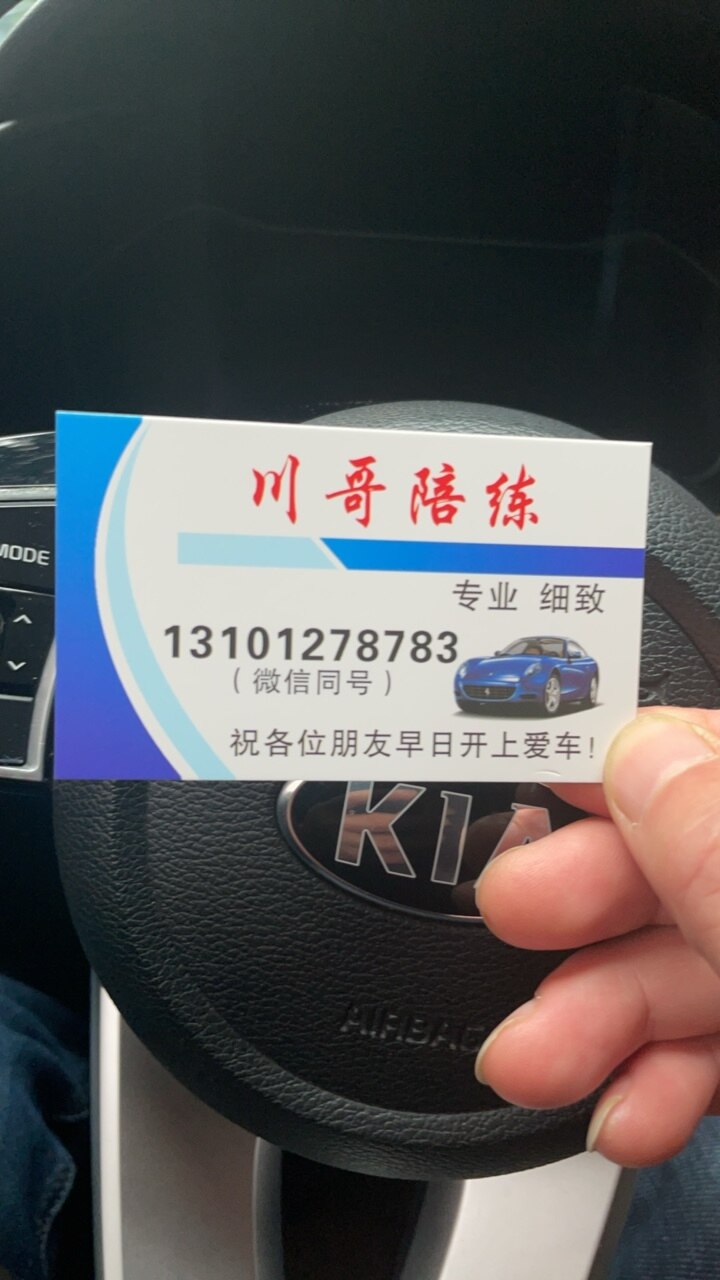 MODE
川哥陪练
专业 细致
13101278783
（微信同号）
祝各位朋友早日开上爱车!
KIA
AIRBAG